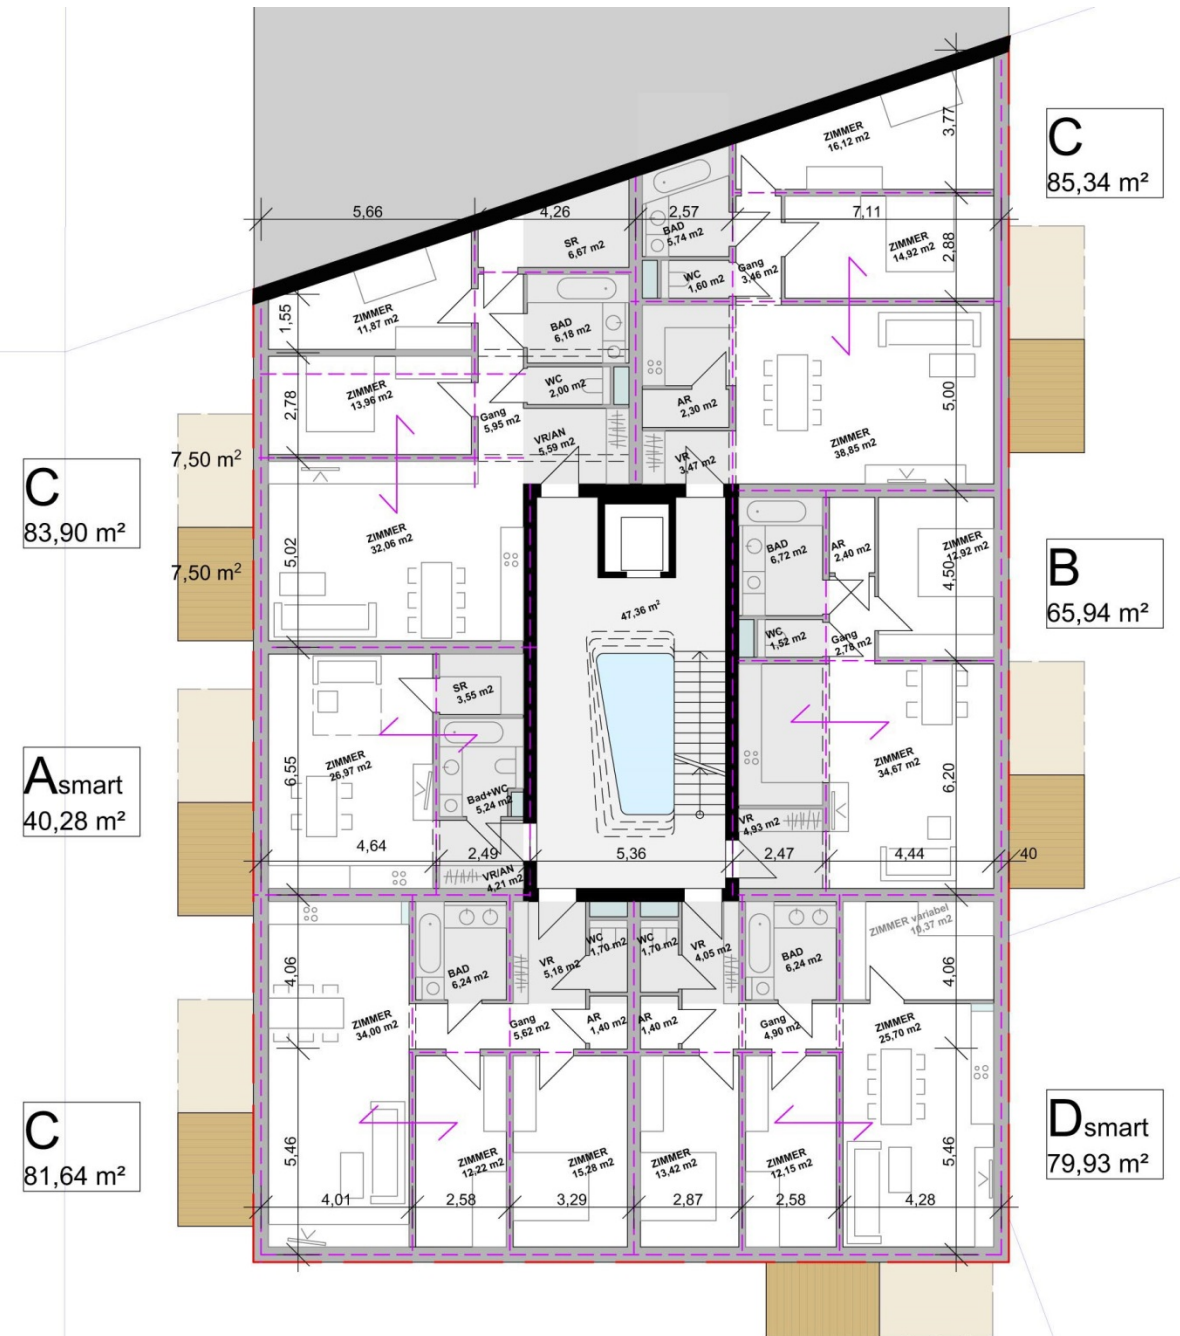 C
85,34 m²
ZIMMER
16,12 m2
3,77
5,66
4,26
2,57
7,11
SR
6,67 m2
BAD
5,74 m2
ZIMMER
14,92 m2
2,88
WC
1,60 m2
Gang
3,46 m2
1,55
ZIMMER
11,87 m2
BAD
6,18 m2
2,78
ZIMMER
13,96 m2
WC
2,00 m2
Gang
5,95 m2
AR
2,30 m2
5,00
VR/AN
5,59 m2
VR
3,47 m2
ZIMMER
38,85 m2
7,50 m²
C
83,90 m²
7,50 m²
5,02
ZIMMER
32,06 m2
BAD
6,72 m2
AR
2,40 m2
ZIMMER
12,92 m2
4,50
B
65,94 m²
47,36 m²
WC
1,52 m2
Gang
2,78 m2
SR
3,55 m2
A smart
40,28 m²
6,55
ZIMMER
26,97 m2
Bad+WC
5,24 m2
ZIMMER
34,67 m2
6,20
VR
4,93 m2
4,64
2,49
5,36
2,47
4,44
40
VR/AN
4,21 m2
4,06
BAD
6,24 m2
VR
5,18 m2
WC
1,70 m2
WC
1,70 m2
VR
4,05 m2
BAD
6,24 m2
ZIMMER variabel
10,37 m2
4,06
ZIMMER
34,00 m2
Gang
5,62 m2
AR
1,40 m2
AR
1,40 m2
Gang
4,90 m2
ZIMMER
25,70 m2
C
81,64 m²
5,46
ZIMMER
12,22 m2
ZIMMER
15,28 m2
ZIMMER
13,42 m2
ZIMMER
12,15 m2
5,46
D smart
79,93 m²
4,01
2,58
3,29
2,87
2,58
4,28